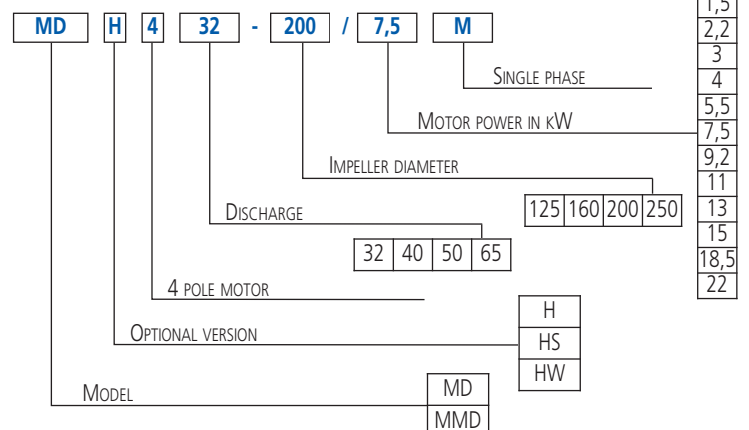 MD H 4 32 - 200 / 7,5 M
1,5
2,2
3
4
5,5
7,5
9,2
11
13
15
18,5
22
SINGLE PHASE
MOTOR POWER IN KW
IMPELLER DIAMETER
125 160 200 250
DISCHARGE
32 40 50 65
4 POLE MOTOR
OPTIONAL VERSION
H
HS
HW
MODEL
MD
MMD